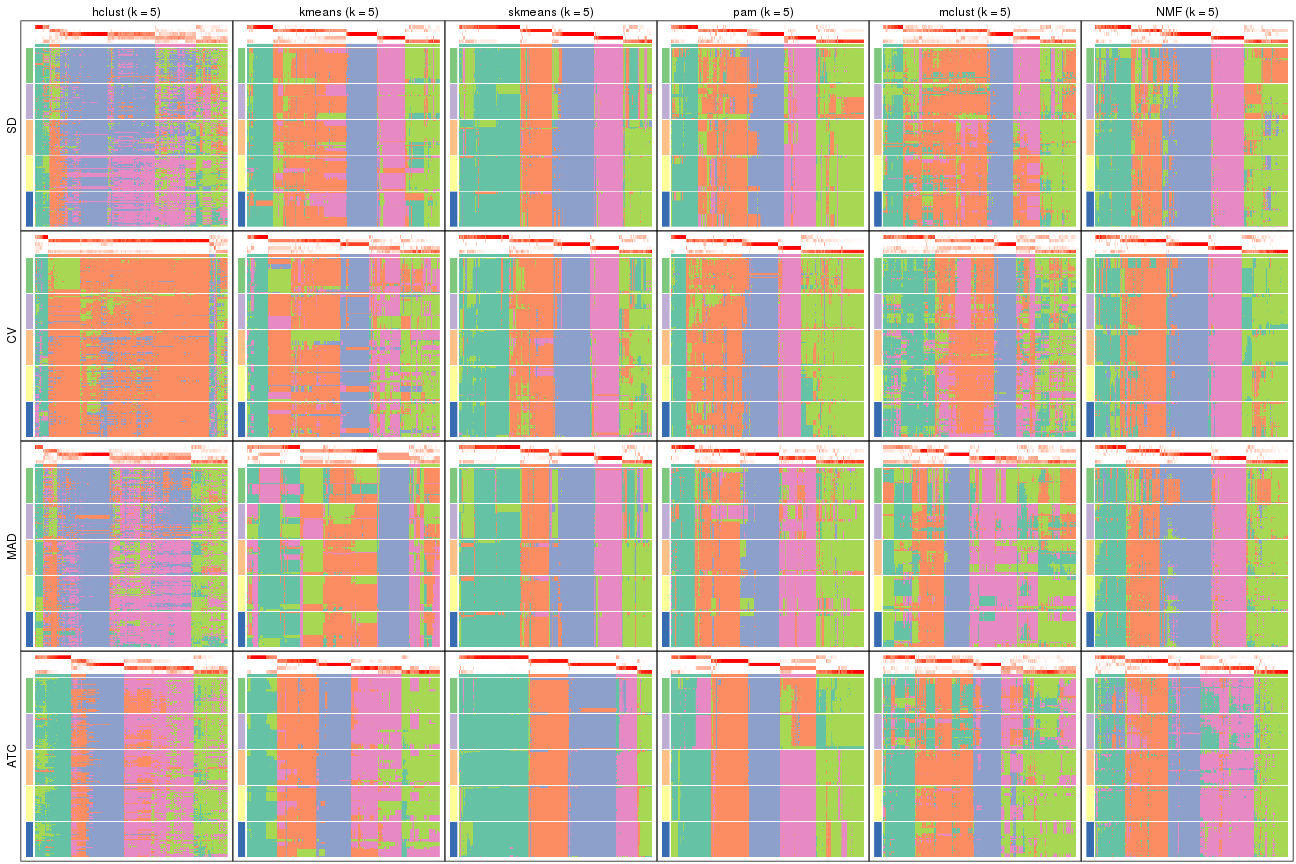 hclust (k = 5) kmeans (k = 5) skmeans (k = 5) pam (k = 5) mclust (k = 5) NMF (k = 5)
SD
CV
MAD
ATC